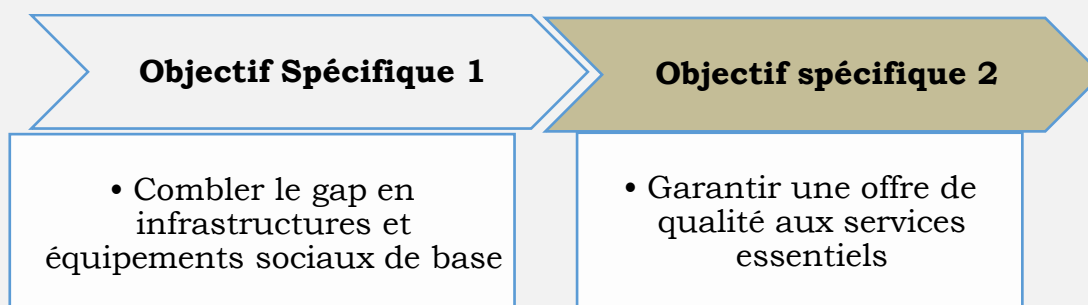 Objectif Spécifique 1
• Combler le gap en
infrastructures et
équipements sociaux de base
Objectif spécifique 2
• Garantir une offre de
qualité aux services
essentiels